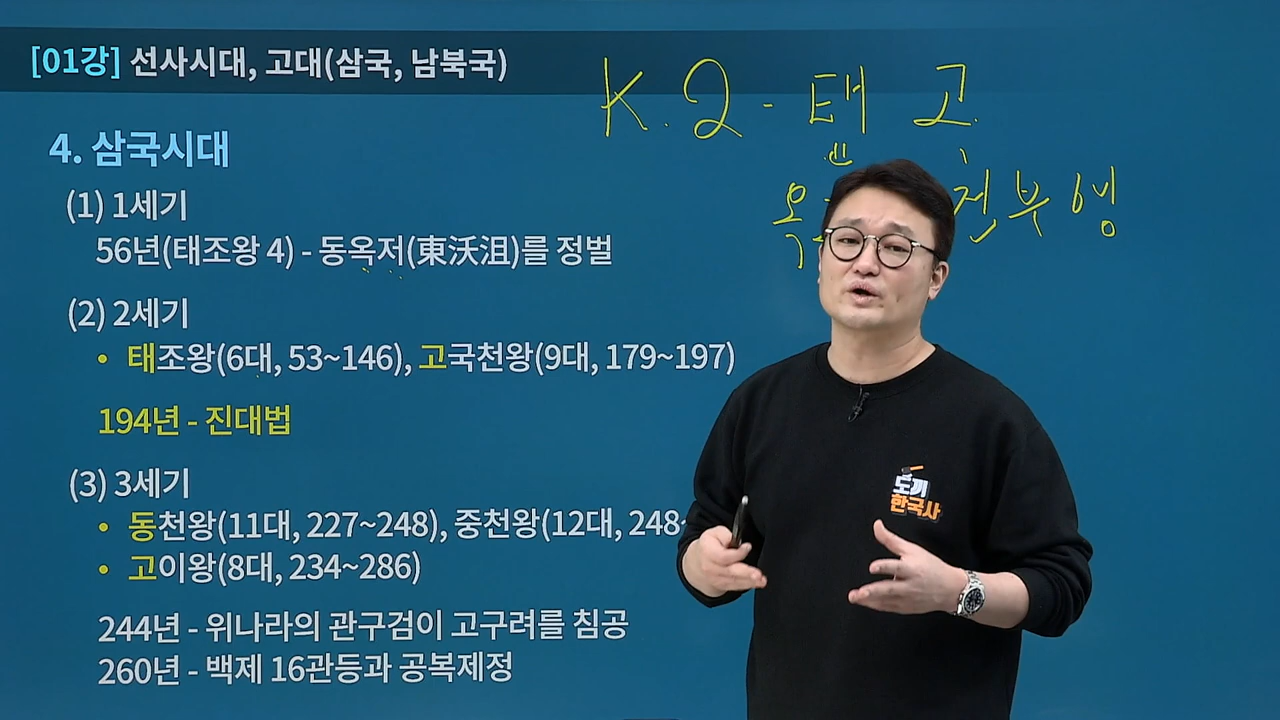 [01강] 선사시대, 고대(삼국, 남북국)
K.2 - 태 고
옥 진부행
4. 삼국시대
(1) 1세기
56년(태조왕 4) - 동옥저(東沃沮)를 정벌
(2) 2세기
• 태조왕(6대, 53~146), 고국천왕(9대, 179~197)
194년 - 진대법
(3) 3세기
• 동천왕(11대, 227~248), 중천왕(12대, 248~
• 고이왕(8대, 234~286)
244년 - 위나라의 관구검이 고구려를 침공
260년 - 백제 16관등과 공복제정
도끼
한국사